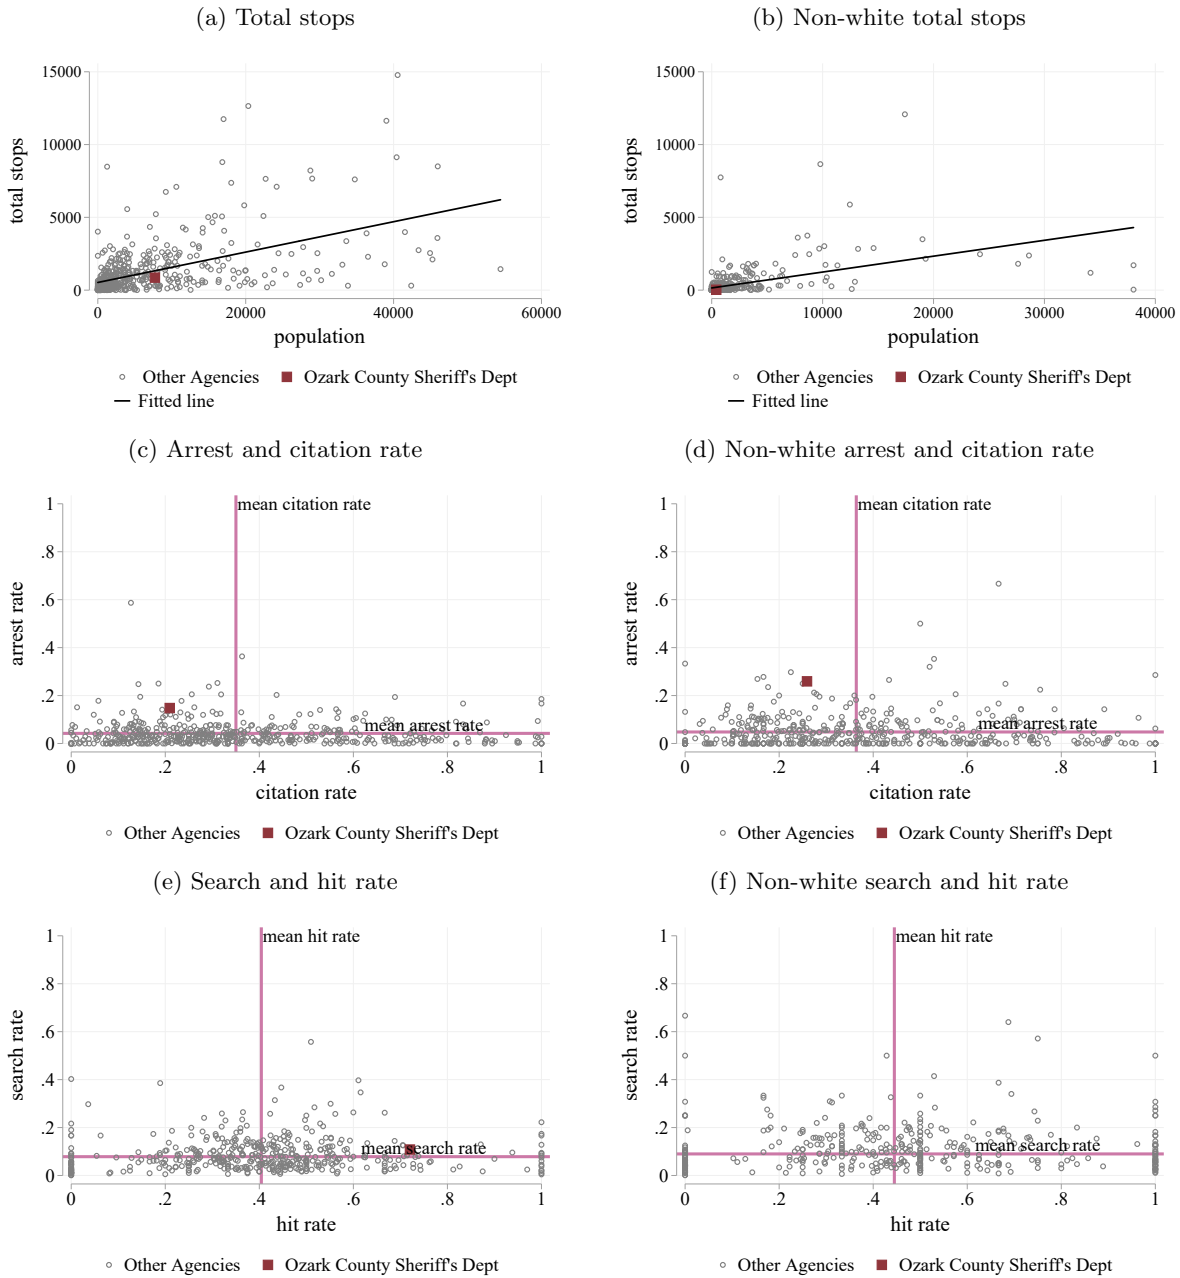 (a) Total stops
(b) Non-white total stops
15000
10000
5000
0
total stops
0 20000 40000 60000
population
Other Agencies Ozark County Sheriff's Dept
Fitted line
15000
10000
5000
0
total stops
0 10000 20000 30000 40000
population
Other Agencies Ozark County Sheriff's Dept
Fitted line
(c) Arrest and citation rate
(d) Non-white arrest and citation rate
1
.8
.6
.4
.2
0
arrest rate
mean citation rate
mean arrest rate
0 .2 .4 .6 .8 1
citation rate
Other Agencies Ozark County Sheriff's Dept
1
.8
.6
.4
.2
0
arrest rate
mean citation rate
mean arrest rate
0 .2 .4 .6 .8 1
citation rate
Other Agencies Ozark County Sheriff's Dept
(e) Search and hit rate
(f) Non-white search and hit rate
1
.8
.6
.4
.2
0
search rate
mean hit rate
mean search rate
0 .2 .4 .6 .8 1
hit rate
Other Agencies Ozark County Sheriff's Dept
1
.8
.6
.4
.2
0
search rate
mean hit rate
mean search rate
0 .2 .4 .6 .8 1
hit rate
Other Agencies Ozark County Sheriff's Dept